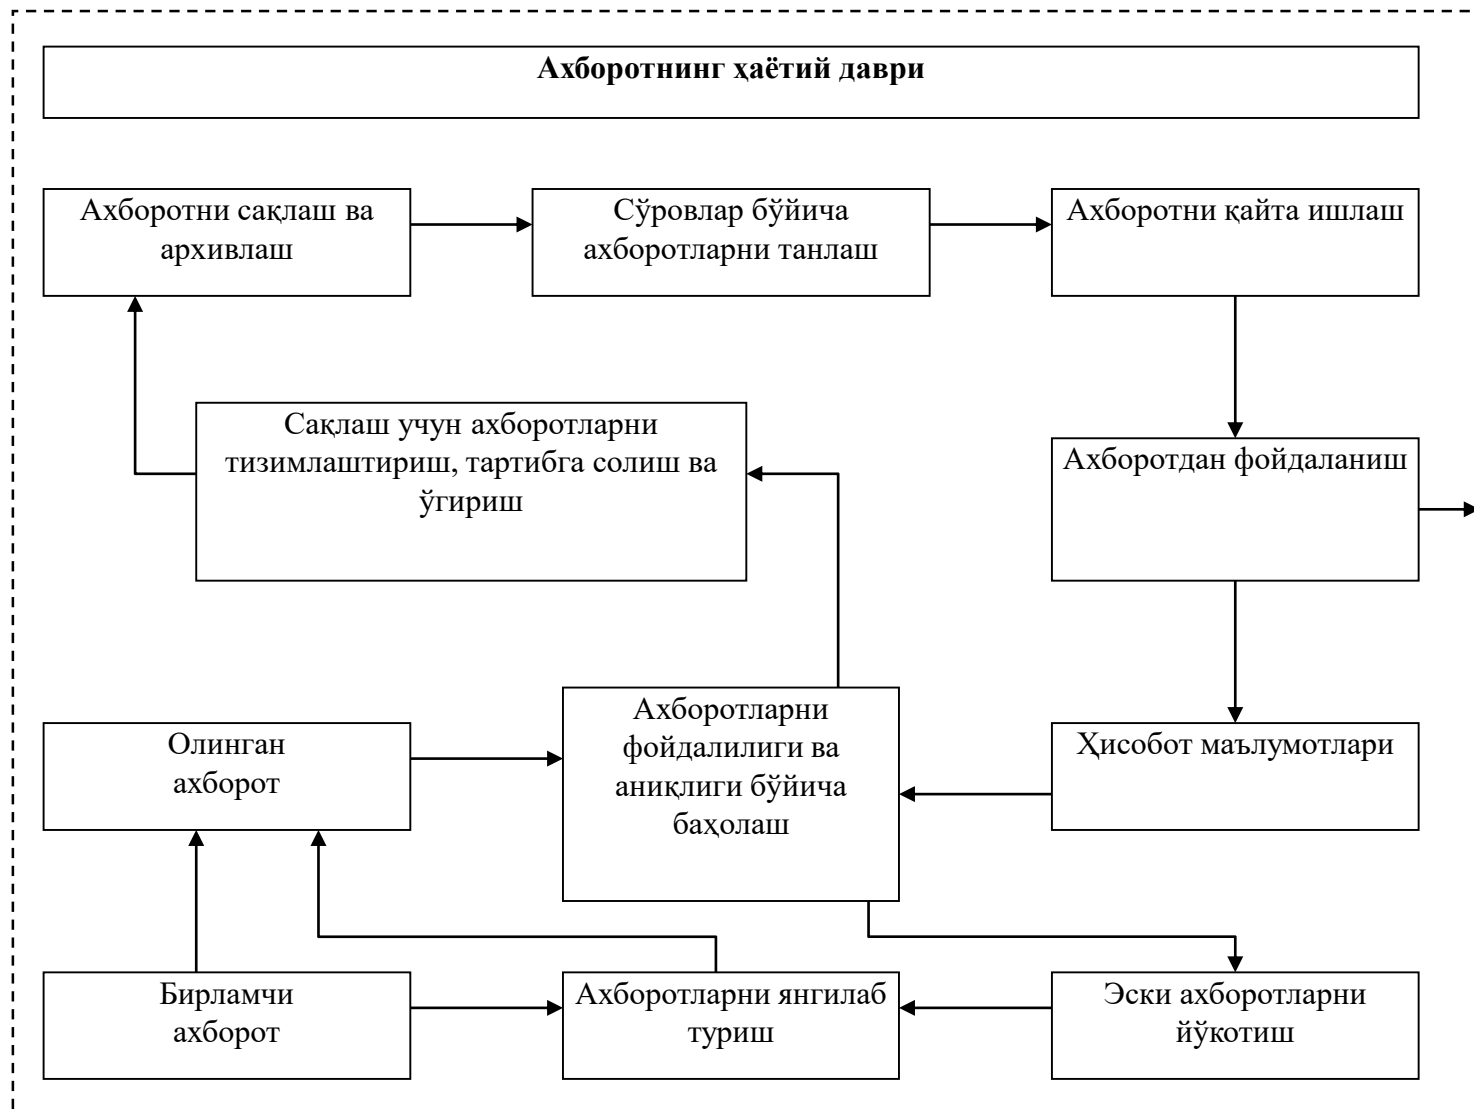 Ахборотнинг ҳаётий даври
Ахборотни сақлаш ва
архивлаш
Сўровлар бўйича
ахборотларни танлаш
Ахборотни қайта ишлаш
Сақлаш учун ахборотларни
тизимлаштириш, тартибга солиш ва
ўгириш
Ахборотдан фойдаланиш
Олинган
ахборот
Ахборотларни
фойдалилиги ва
аниқлиги бўйича
баҳолаш
Ҳисобот маълумотлари
Бирламчи
ахборот
Ахборотларни янгилаб
туриш
Эски ахборотларни
йўкотиш